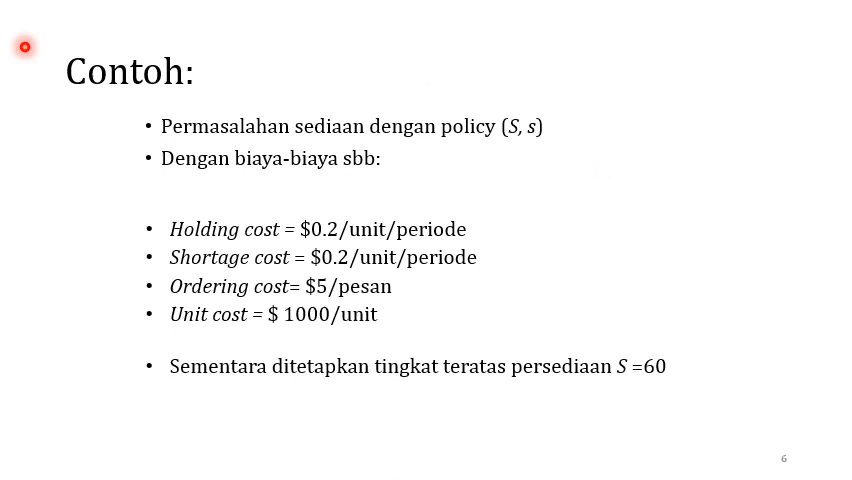 Contoh:
• Permasalahan sediaan dengan policy (S, s)
• Dengan biaya-biaya sbb:
• Holding cost = $0.2/unit/periode
• Shortage cost = $0.2/unit/periode
• Ordering cost= $5/pesan
• Unit cost = $ 1000/unit
• Sementara ditetapkan tingkat teratas persediaan S =60
6